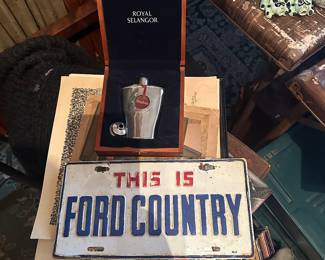 ROYAL
SELANGOR
THIS IS
FORD COUNTRY